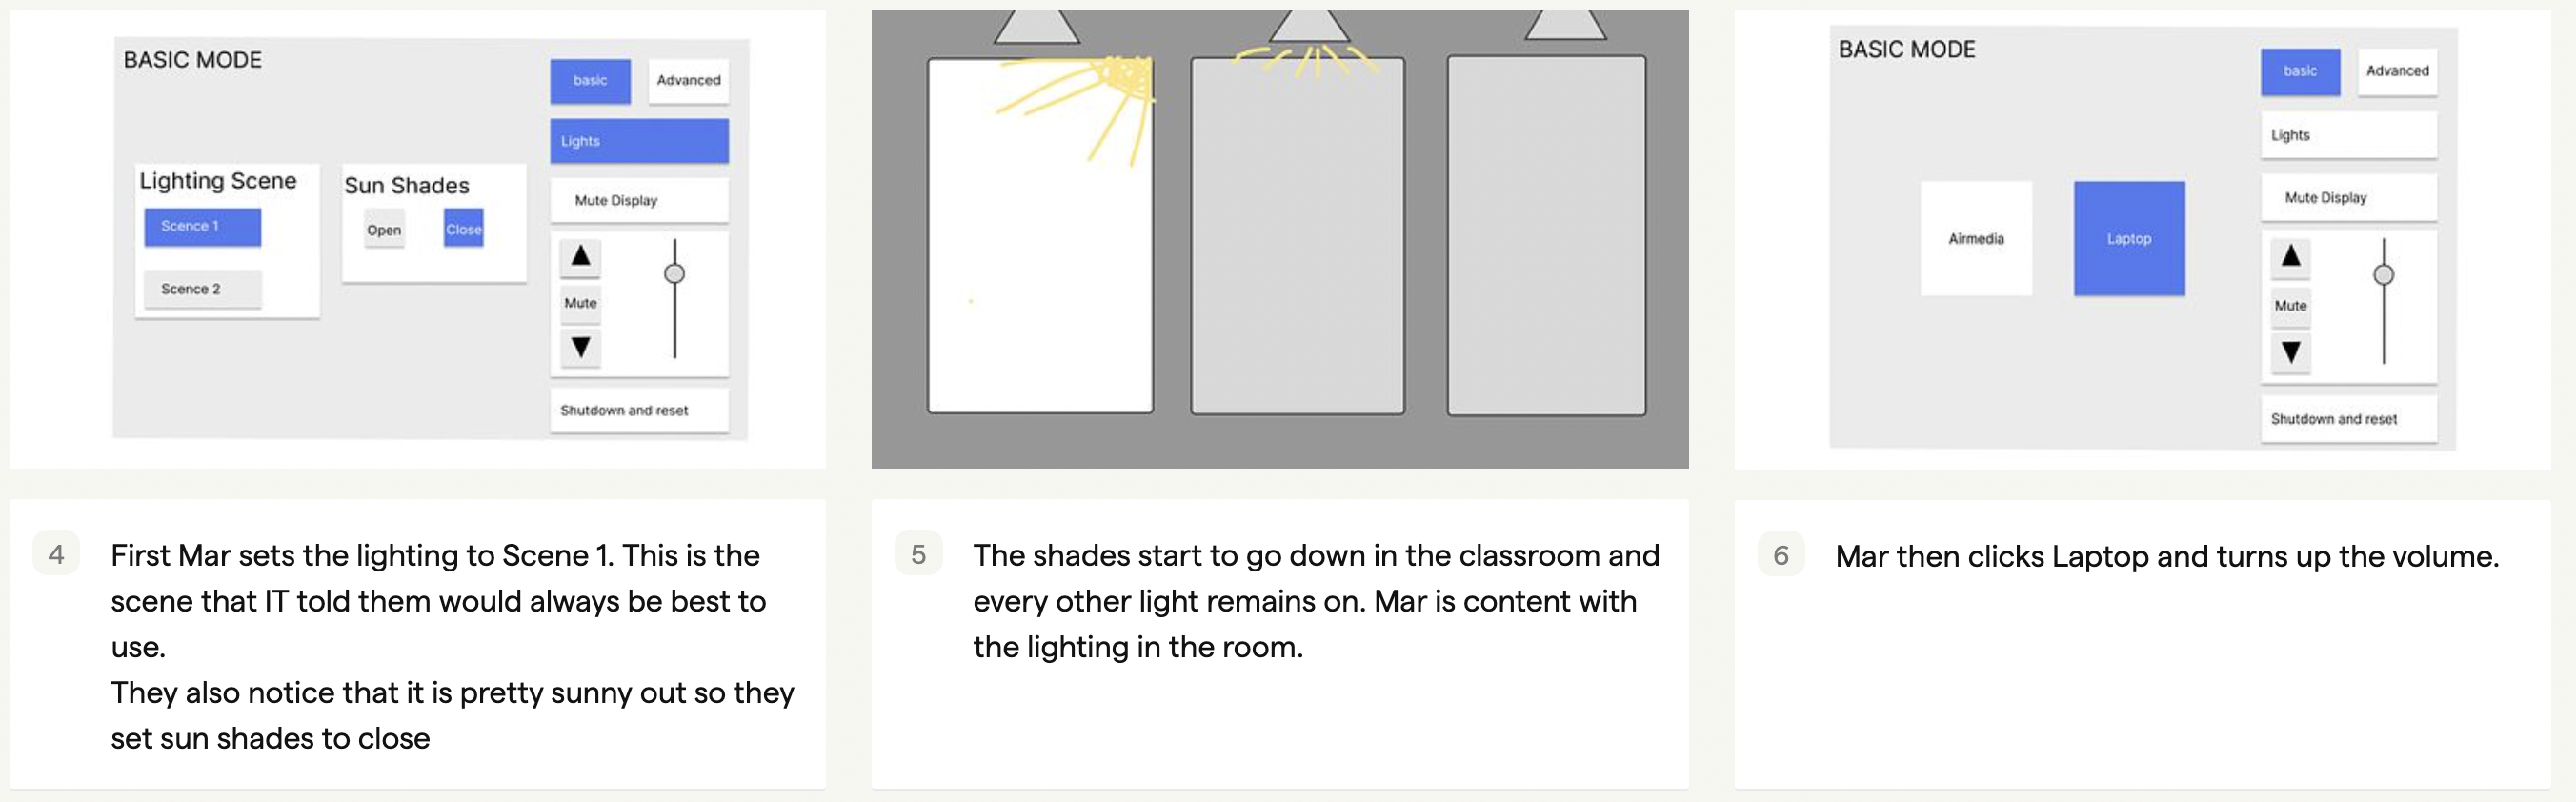 BASIC MODE
basic
Advanced
Lights
Lighting Scene
Scence 1
Scence 2
Sun Shades
Open
Close
Mute Display
Mute
Shutdown and reset
BASIC MODE
basic
Advanced
Lights
Airmedia
Laptop
Mute Display
Mute
Shutdown and reset
4
First Mar sets the lighting to Scene 1. This is the
scene that IT told them would always be best to
use.
They also notice that it is pretty sunny out so they
set sun shades to close
5
The shades start to go down in the classroom and
every other light remains on. Mar is content with
the lighting in the room.
6
Mar then clicks Laptop and turns up the volume.